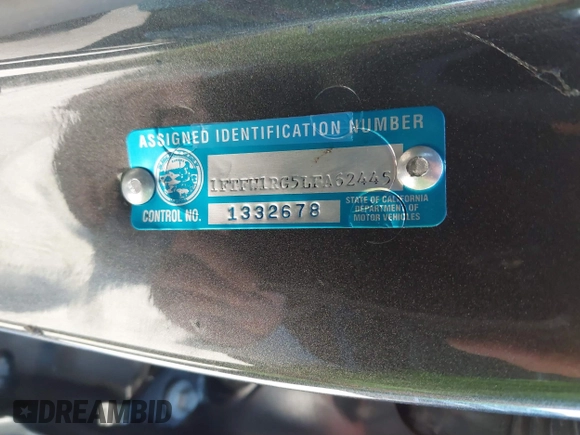 ASSIGNED IDENTIFICATION NUMBER
1FTFW1RG5LFA62445
CONTROL NO. 1332678
STATE OF CALIFORNIA
DEPARTMENT OF
MOTOR VEHICLES
DREAMBID